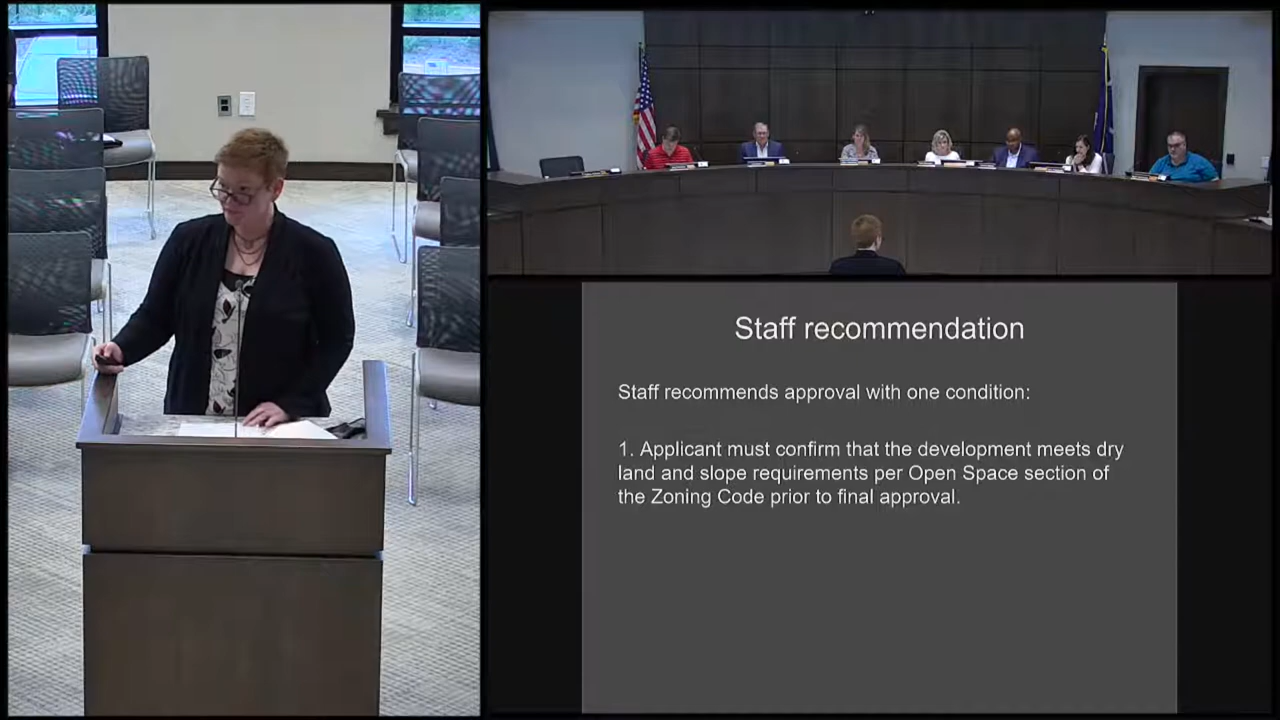 Staff recommendation
Staff recommends approval with one condition:
1. Applicant must confirm that the development meets dry
land and slope requirements per Open Space section of
the Zoning Code prior to final approval.